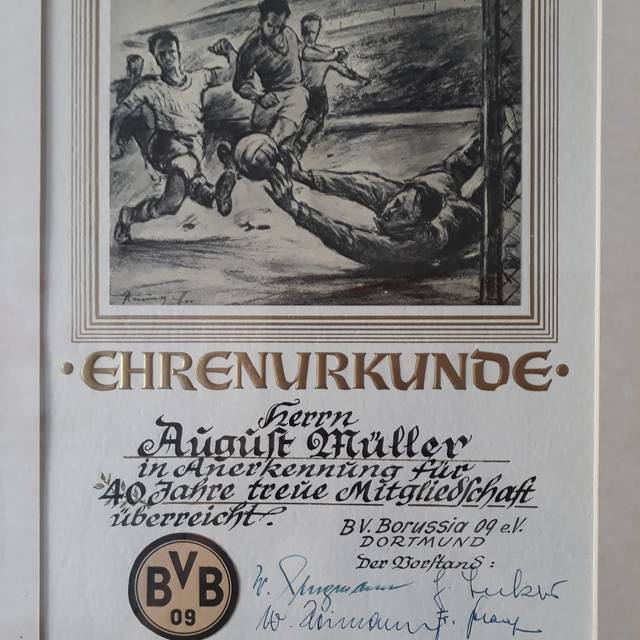 · EHRENURKUNDE ·
Herrn
August Müller
in Anerkennung für
40 Jahre treue Mitgliedschaft
überreicht.
B.V. Borussia 09 e.V.
DORTMUND
Der Vorstand:
BVB
09